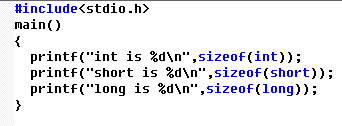 #include<stdio.h>
main()
{
  printf("int is %d\n",sizeof(int));
  printf("short is %d\n",sizeof(short));
  printf("long is %d\n",sizeof(long));
}